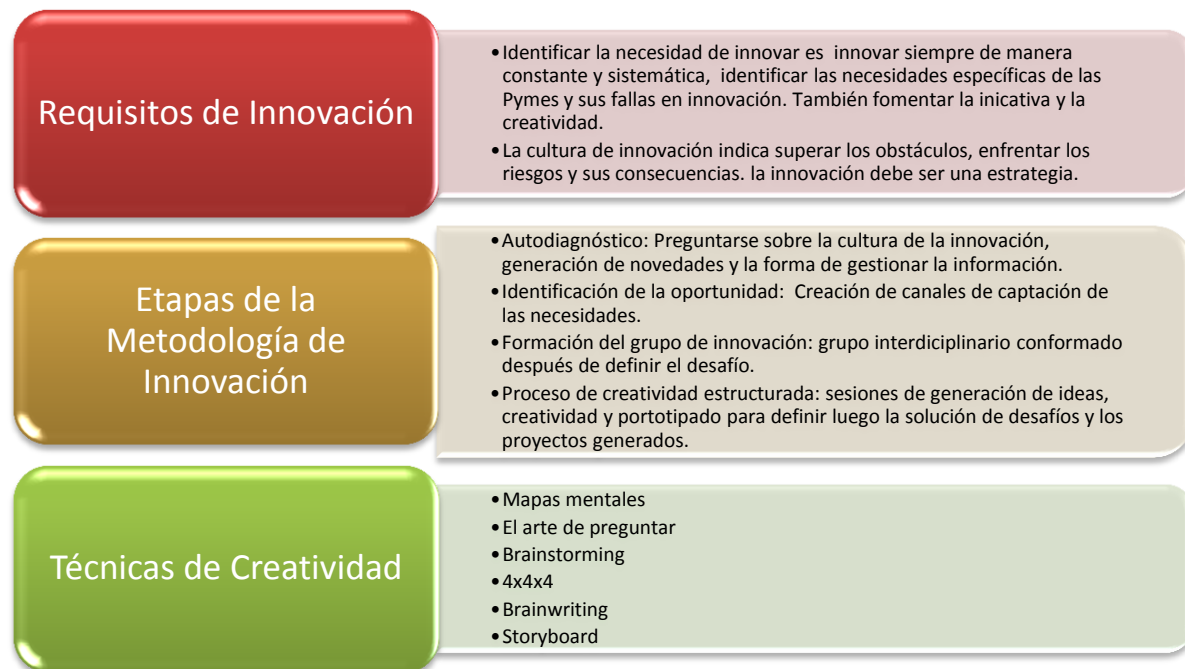 Requisitos de Innovación
•Identificar la necesidad de innovar es innovar siempre de manera
constante y sistemática, identificar las necesidades específicas de las
Pymes y sus fallas en innovación. También fomentar la inicativa y la
creatividad.
•La cultura de innovación indica superar los obstáculos, enfrentar los
riesgos y sus consecuencias. la innovación debe ser una estrategia.
Etapas de la
Metodología de
Innovación
•Autodiagnóstico: Preguntarse sobre la cultura de la innovación,
generación de novedades y la forma de gestionar la información.
•Identificación de la oportunidad: Creación de canales de captación de
las necesidades.
•Formación del grupo de innovación: grupo interdiciplinario conformado
después de definir el desafío.
•Proceso de creatividad estructurada: sesiones de generación de ideas,
creatividad y portotipado para definir luego la solución de desafíos y los
proyectos generados.
Técnicas de Creatividad
•Mapas mentales
•El arte de preguntar
•Brainstorming
•4x4x4
•Brainwriting
•Storyboard